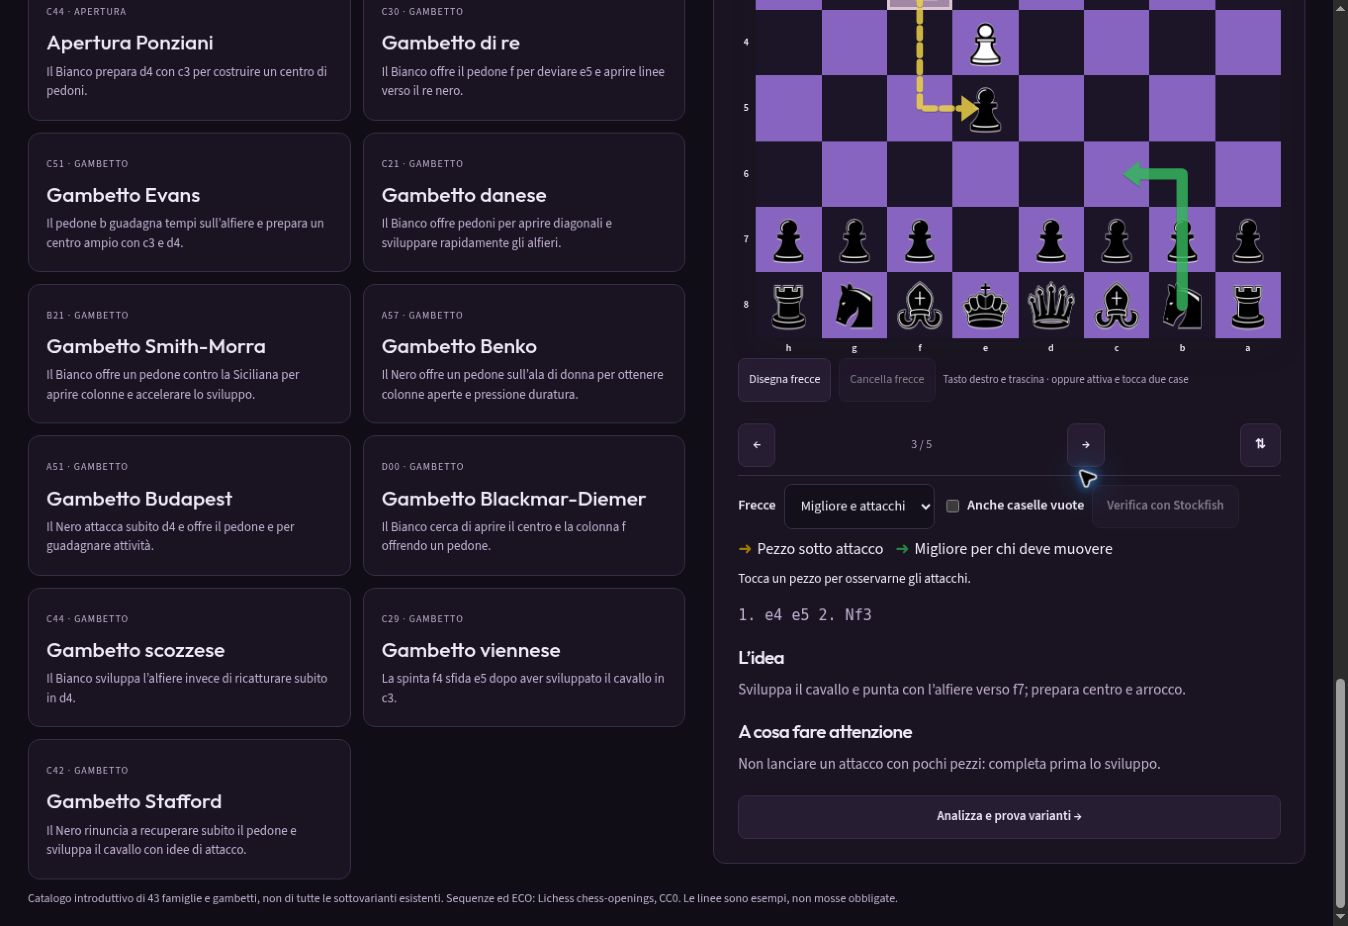 C44 · APERTURA
Apertura Ponziani
Il Bianco prepara d4 con c3 per costruire un centro di
pedoni.
C30 · GAMBETTO
Gambetto di re
Il Bianco offre il pedone f per deviare e5 e aprire linee
verso il re nero.
C51 · GAMBETTO
Gambetto Evans
Il pedone b guadagna tempi sull’alfiere e prepara un
centro ampio con c3 e d4.
C21 · GAMBETTO
Gambetto danese
Il Bianco offre pedoni per aprire diagonali e
sviluppare rapidamente gli alfieri.
B21 · GAMBETTO
Gambetto Smith-Morra
Il Bianco offre un pedone contro la Siciliana per
aprire colonne e accelerare lo sviluppo.
A57 · GAMBETTO
Gambetto Benko
Il Nero offre un pedone sull’ala di donna per ottenere
colonne aperte e pressione duratura.
A51 · GAMBETTO
Gambetto Budapest
Il Nero attacca subito d4 e offre il pedone e per
guadagnare attività.
D00 · GAMBETTO
Gambetto Blackmar-Diemer
Il Bianco cerca di aprire il centro e la colonna f
offrendo un pedone.
C44 · GAMBETTO
Gambetto scozzese
Il Bianco sviluppa l’alfiere invece di ricatturare subito
in d4.
C29 · GAMBETTO
Gambetto viennese
La spinta f4 sfida e5 dopo aver sviluppato il cavallo in
c3.
C42 · GAMBETTO
Gambetto Stafford
Il Nero rinuncia a recuperare subito il pedone e
sviluppa il cavallo con idee di attacco.
4
5
6
7
8
h g f e d c b a
Disegna frecce Cancella frecce Tasto destro e trascina · oppure attiva e tocca due case
← 3 / 5 → ⇅
Frecce Migliore e attacchi Anche caselle vuote Verifica con Stockfish
➔ Pezzo sotto attacco ➔ Migliore per chi deve muovere
Tocca un pezzo per osservarne gli attacchi.
1. e4 e5 2. Nf3
L’idea
Sviluppa il cavallo e punta con l’alfiere verso f7; prepara centro e arrocco.
A cosa fare attenzione
Non lanciare un attacco con pochi pezzi: completa prima lo sviluppo.
Analizza e prova varianti →
Catalogo introduttivo di 43 famiglie e gambetti, non di tutte le sottovarianti esistenti. Sequenze ed ECO: Lichess chess-openings, CC0. Le linee sono esempi, non mosse obbligate.